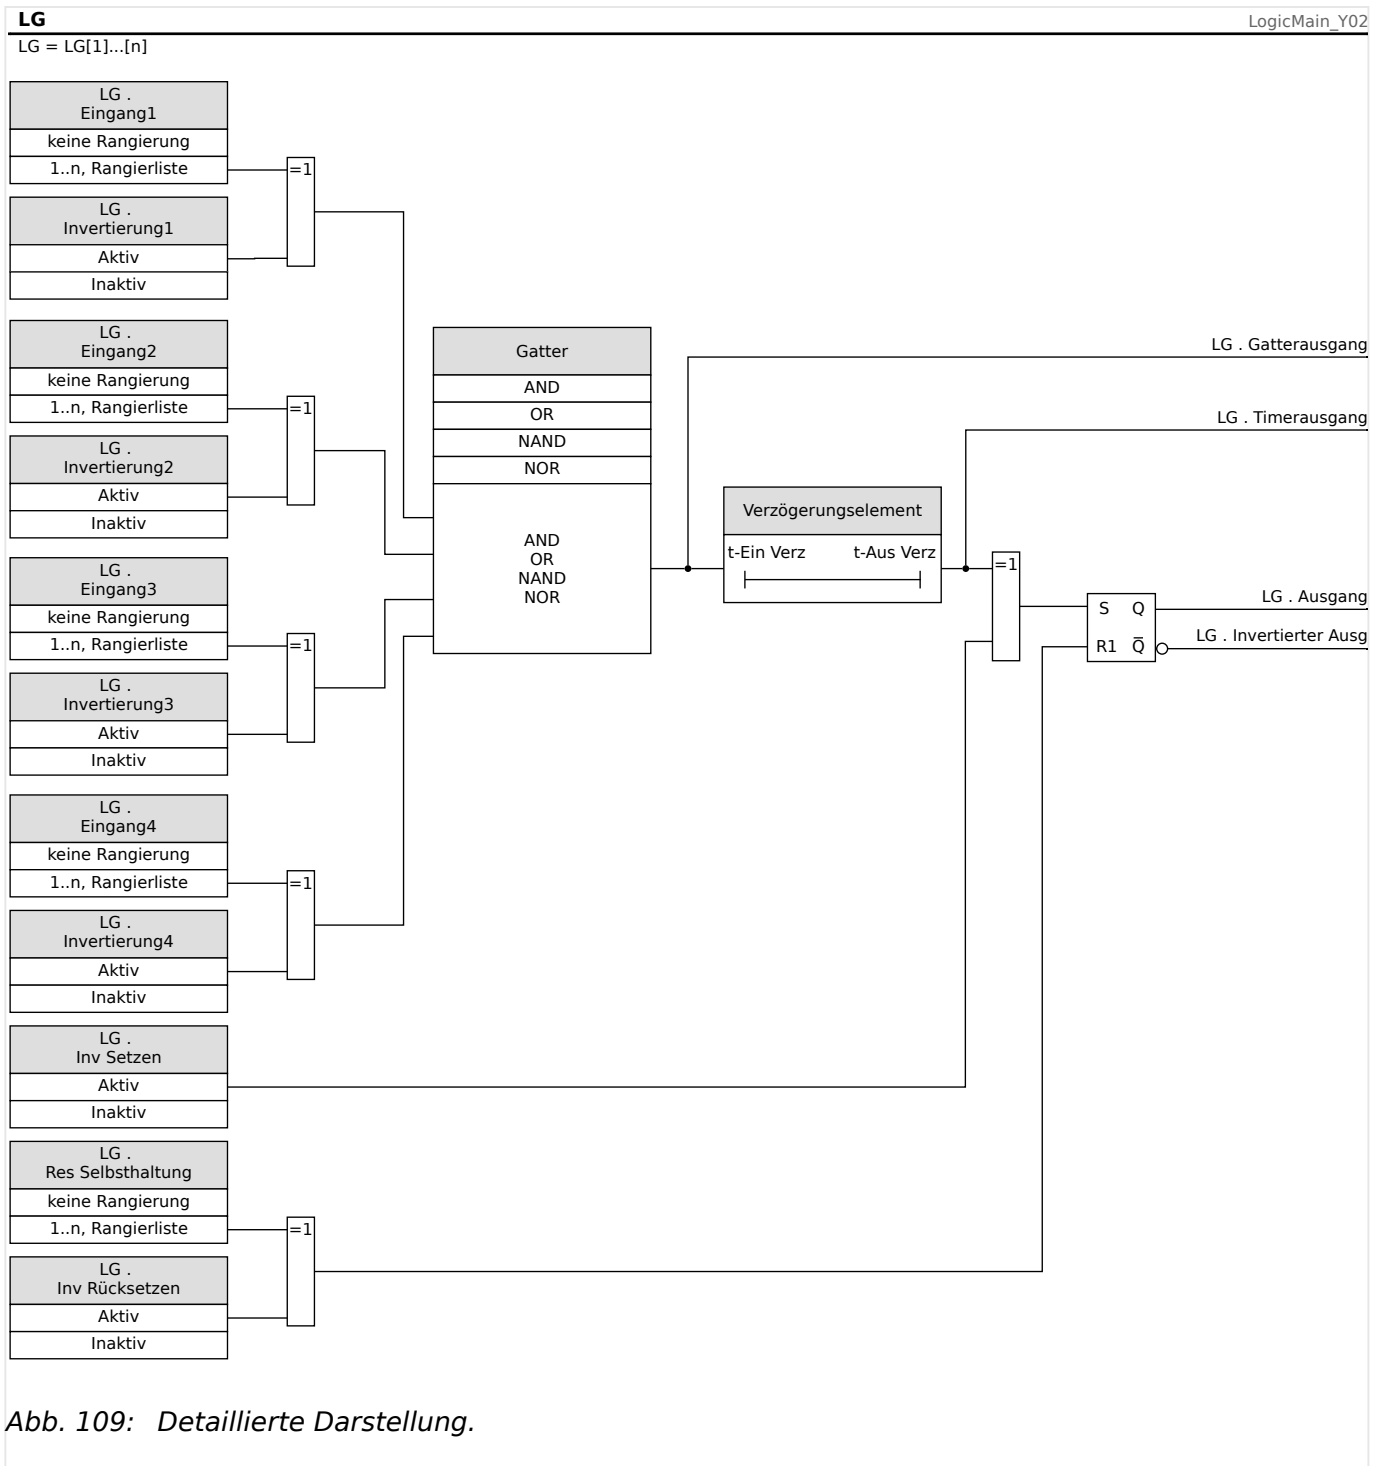 LG
LogicMain_Y02
LG = LG[1]...[n]
LG .
Eingang1
keine Rangierung
1..n, Rangierliste
=1
LG .
Invertierung1
Aktiv
Inaktiv
LG .
Eingang2
keine Rangierung
1..n, Rangierliste
=1
LG .
Invertierung2
Aktiv
Inaktiv
LG .
Eingang3
keine Rangierung
1..n, Rangierliste
=1
LG .
Invertierung3
Aktiv
Inaktiv
LG .
Eingang4
keine Rangierung
1..n, Rangierliste
=1
LG .
Invertierung4
Aktiv
Inaktiv
LG .
Inv Setzen
Aktiv
Inaktiv
LG .
Res Selbsthaltung
keine Rangierung
1..n, Rangierliste
=1
LG .
Inv Rücksetzen
Aktiv
Inaktiv
Gatter
AND
OR
NAND
NOR
AND
OR
NAND
NOR
LG . Gatterausgang
LG . Timerausgang
Verzögerungselement
t-Ein Verz t-Aus Verz
=1
S Q
R1 Q̅
LG . Ausgang
LG . Invertierter Ausg
Abb. 109: Detaillierte Darstellung.